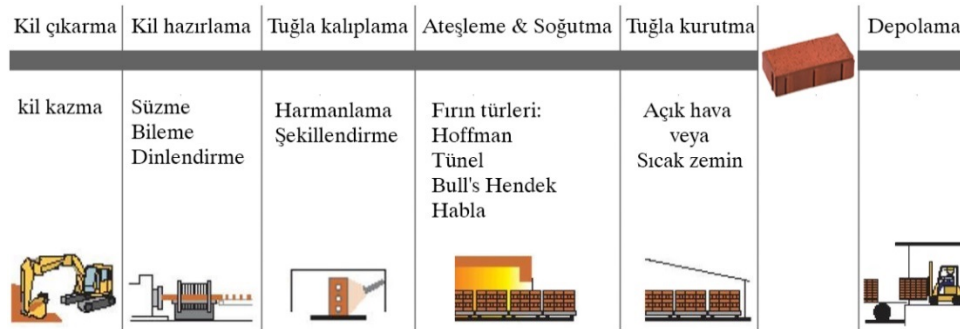 Kil çıkarma
Kil hazırlama
Tuğla kalıplama
Ateşleme & Soğutma
Tuğla kurutma
Depolama
kil kazma
Süzme
Bileme
Dinlendirme
Harmanlama
Şekillendirme
Fırın türleri:
Hoffman
Tünel
Bull's Hendek
Habla
Açık hava
veya
Sıcak zemin